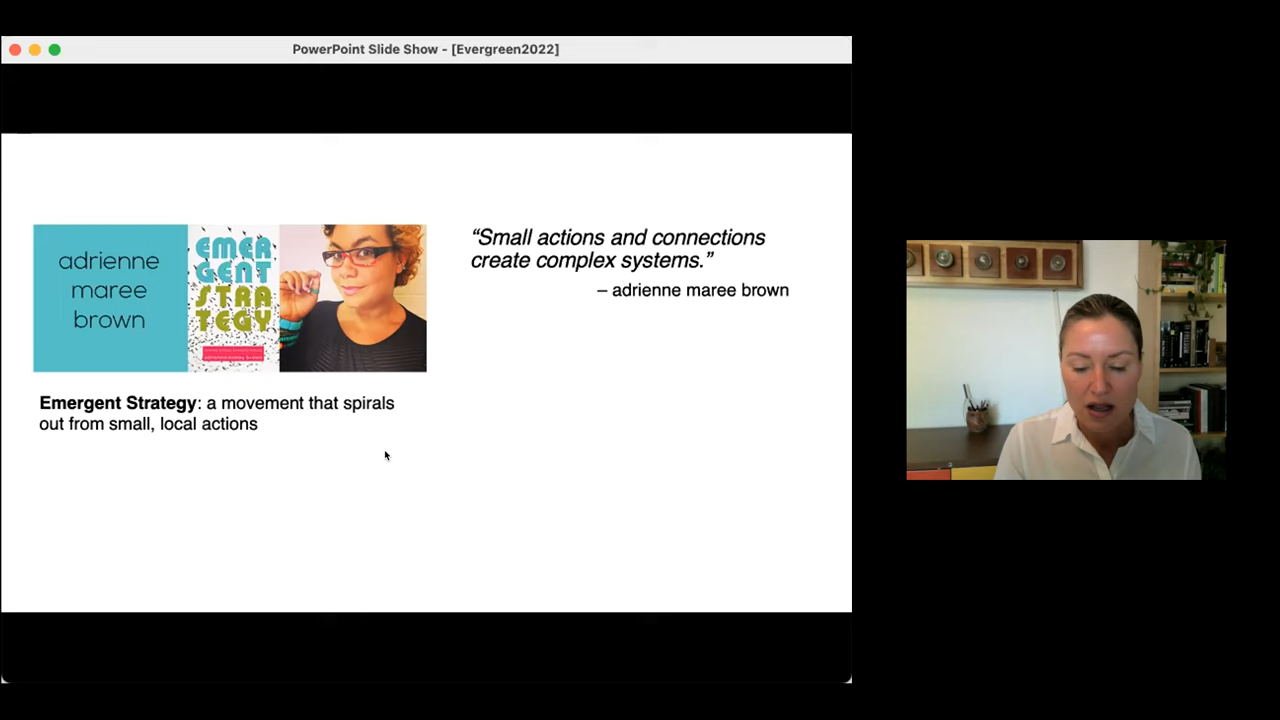 PowerPoint Slide Show - [Evergreen2022]
adrienne
maree
brown
EMER
GENT
STRA
TEGY
“Small actions and connections
create complex systems.”
– adrienne maree brown
Emergent Strategy: a movement that spirals
out from small, local actions